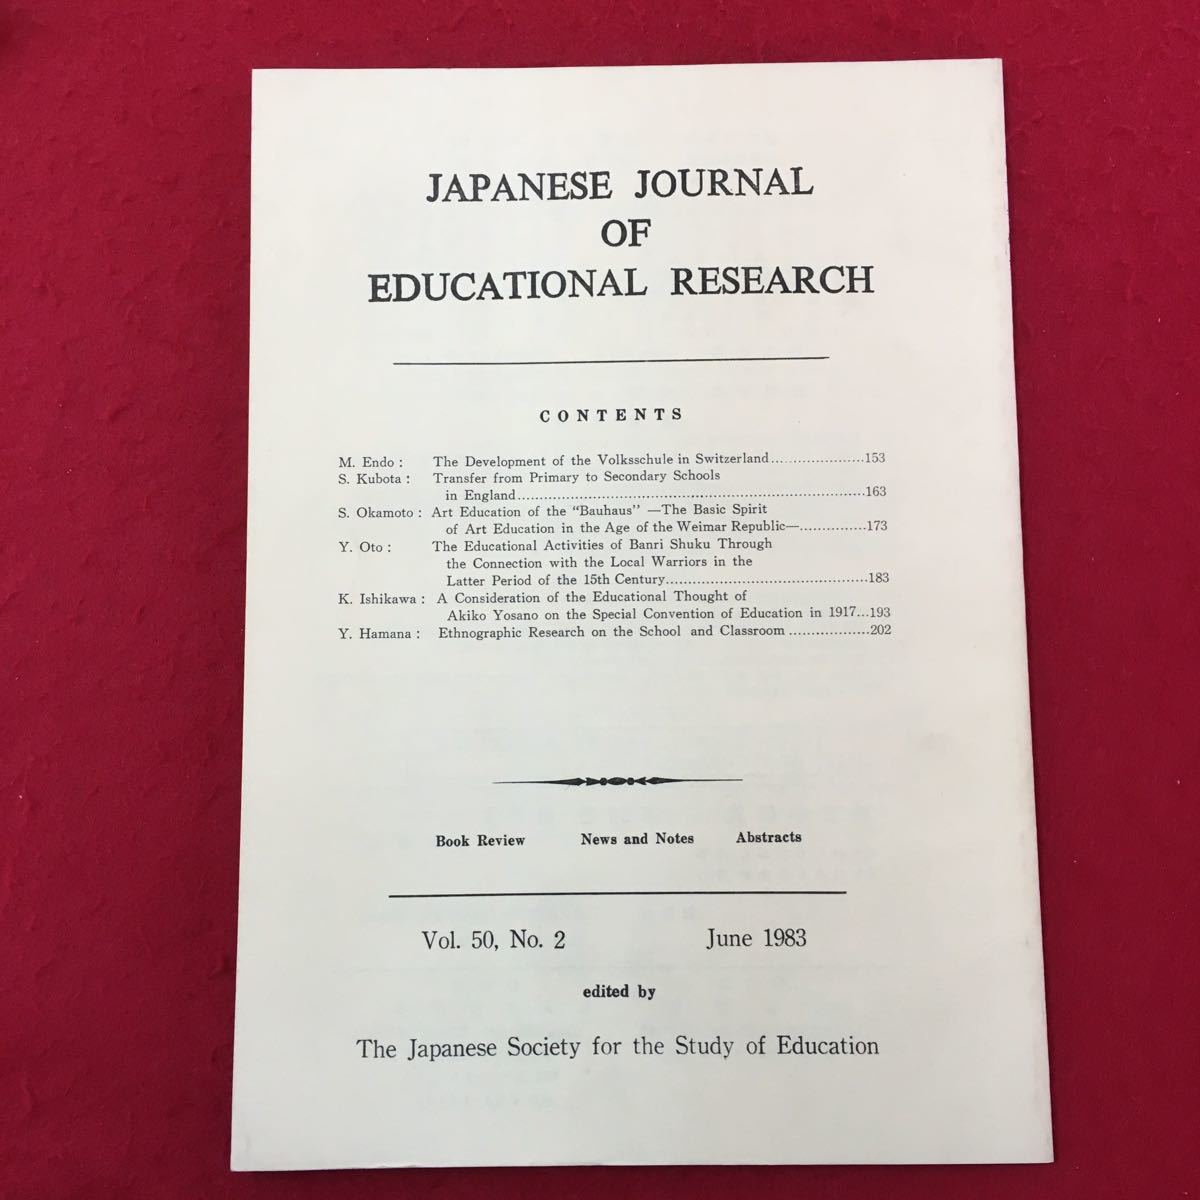 JAPANESE JOURNAL
OF
EDUCATIONAL RESEARCH
CONTENTS
M. Endo : The Development of the Volksschule in Switzerland.....................153
S. Kubota : Transfer from Primary to Secondary Schools
in England..............................................................................163
S. Okamoto : Art Education of the “Bauhaus” —The Basic Spirit
of Art Education in the Age of the Weimar Republic—...............173
Y. Oto : The Educational Activities of Banri Shuku Through
the Connection with the Local Warriors in the
Latter Period of the 15th Century.............................................183
K. Ishikawa : A Consideration of the Educational Thought of
Akiko Yosano on the Special Convention of Education in 1917...193
Y. Hamana : Ethnographic Research on the School and Classroom ..................202
Book Review News and Notes Abstracts
Vol. 50, No. 2 June 1983
edited by
The Japanese Society for the Study of Education